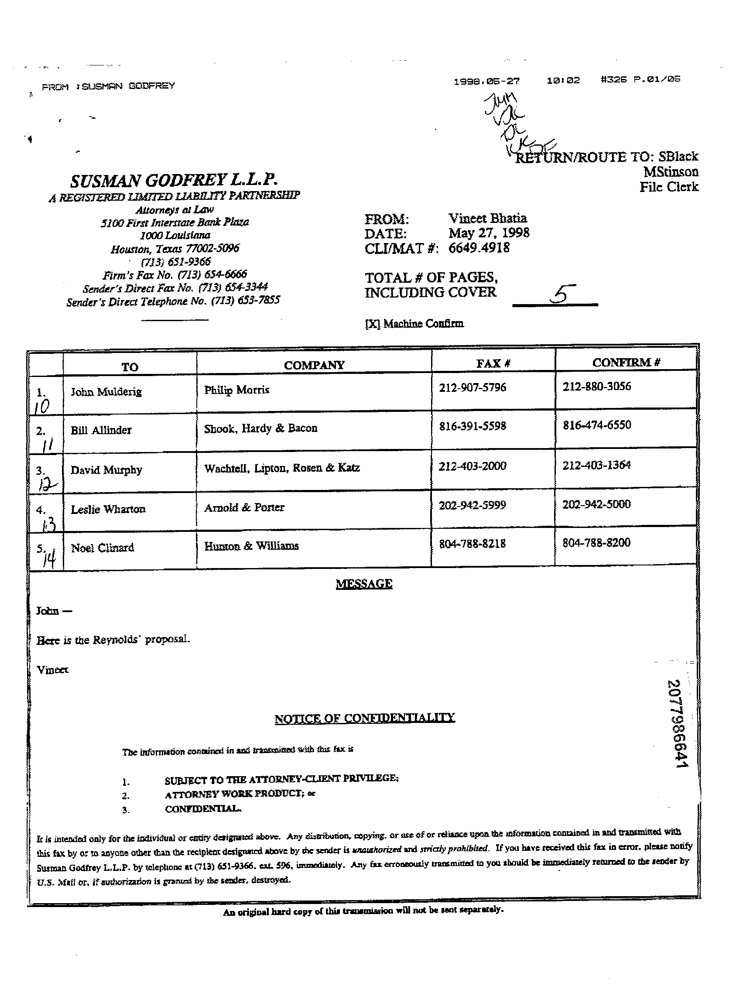 FROM :SUSMAN GODFREY 1998.05-27 10:02 #326 P.01/05
RETURN/ROUTE TO: SBlack
MStinson
File Clerk
SUSMAN GODFREY L.L.P.
A REGISTERED LIMITED LIABILITY PARTNERSHIP
Attorneys at Law
5100 First Interstate Bank Plaza
1000 Louisiana
Houston, Texas 77002-5096
(713) 651-9366
Firm's Fax No. (713) 654-6666
Sender's Direct Fax No. (713) 654-3344
Sender's Direct Telephone No. (713) 653-7855
FROM: Vineet Bhatia
DATE: May 27, 1998
CLI/MAT #: 6649.4918
TOTAL # OF PAGES,
INCLUDING COVER 5
[X] Machine Confirm
TO COMPANY FAX # CONFIRM #
1. John Mulderig Philip Morris 212-907-5796 212-880-3056
10
2. Bill Allinder Shook, Hardy & Bacon 816-391-5598 816-474-6550
11
3. David Murphy Wachtell, Lipton, Rosen & Katz 212-403-2000 212-403-1364
12
4. Leslie Wharton Arnold & Porter 202-942-5999 202-942-5000
13
5. Noel Clinard Hunton & Williams 804-788-8218 804-788-8200
14
MESSAGE
John —
Here is the Reynolds' proposal.
Vineet
2077986641
NOTICE OF CONFIDENTIALITY
The information contained in and transmitted with this fax is
1. SUBJECT TO THE ATTORNEY-CLIENT PRIVILEGE;
2. ATTORNEY WORK PRODUCT; or
3. CONFIDENTIAL.
It is intended only for the individual or entity designated above. Any distribution, copying, or use of or reliance upon the information contained in and transmitted with
this fax by or to anyone other than the recipient designated above by the sender is unauthorized and strictly prohibited. If you have received this fax in error, please notify
Susman Godfrey L.L.P. by telephone at (713) 651-9366, ext. 596, immediately. Any fax erroneously transmitted to you should be immediately returned to the sender by
U.S. Mail or, if authorization is granted by the sender, destroyed.
An original hard copy of this transmission will not be sent separately.